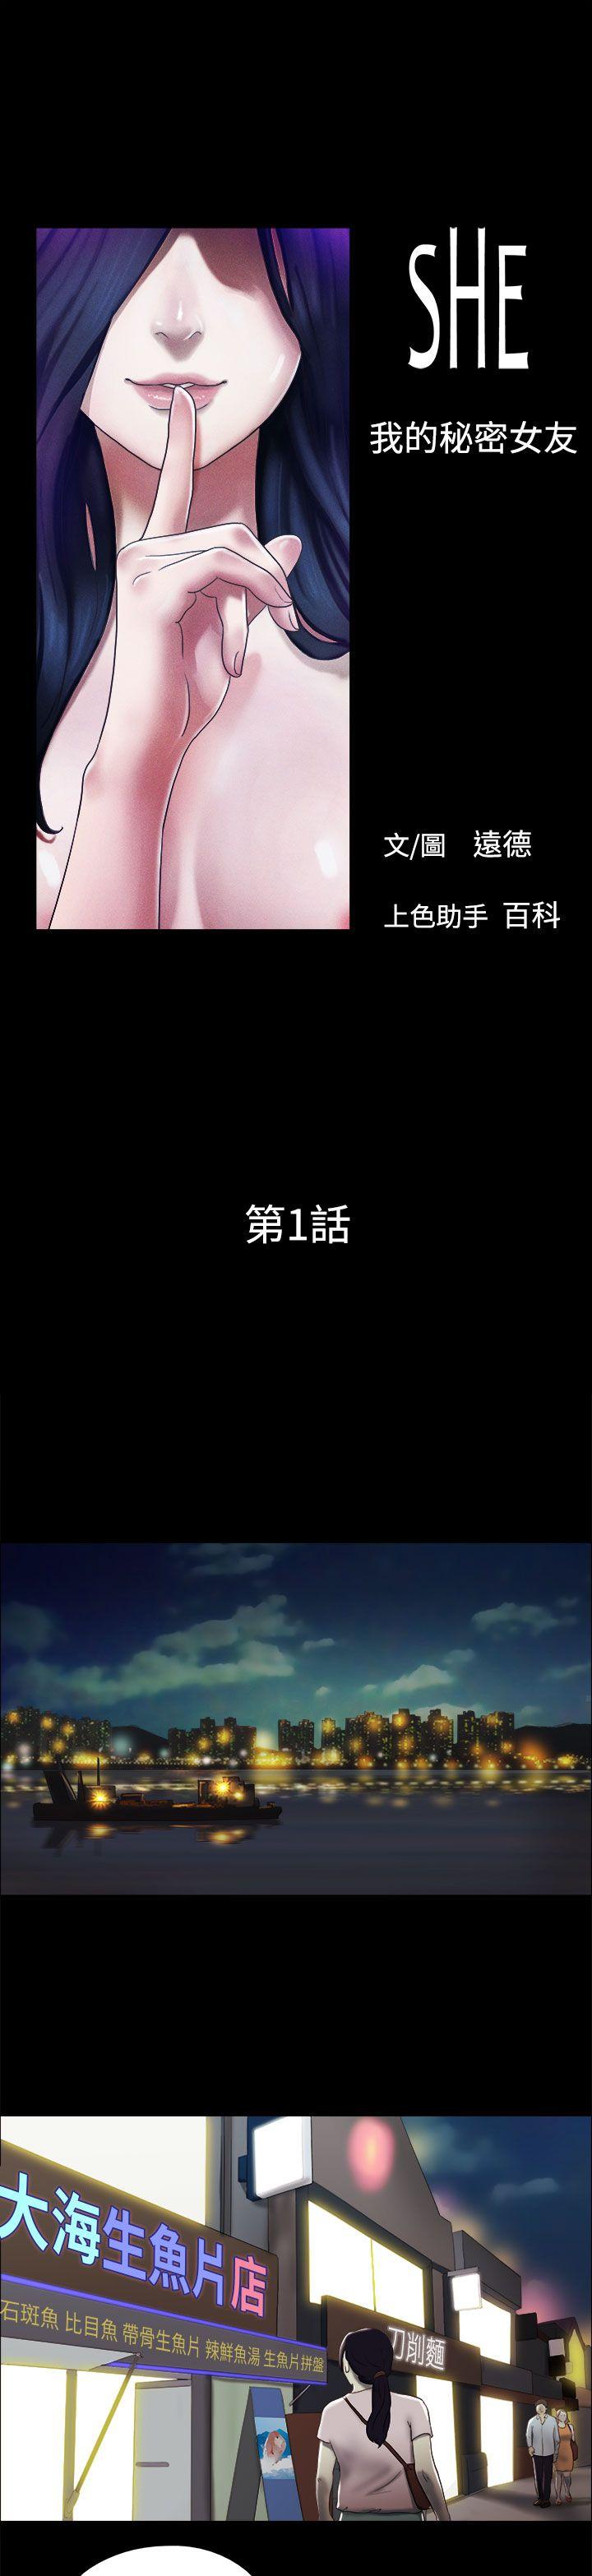 SHE
我的秘密女友
文/圖 遠德
上色助手 百科
第1話
大海生魚片店
石斑魚 比目魚 帶骨生魚片 辣鮮魚湯 生魚片拼盤
刀削麵